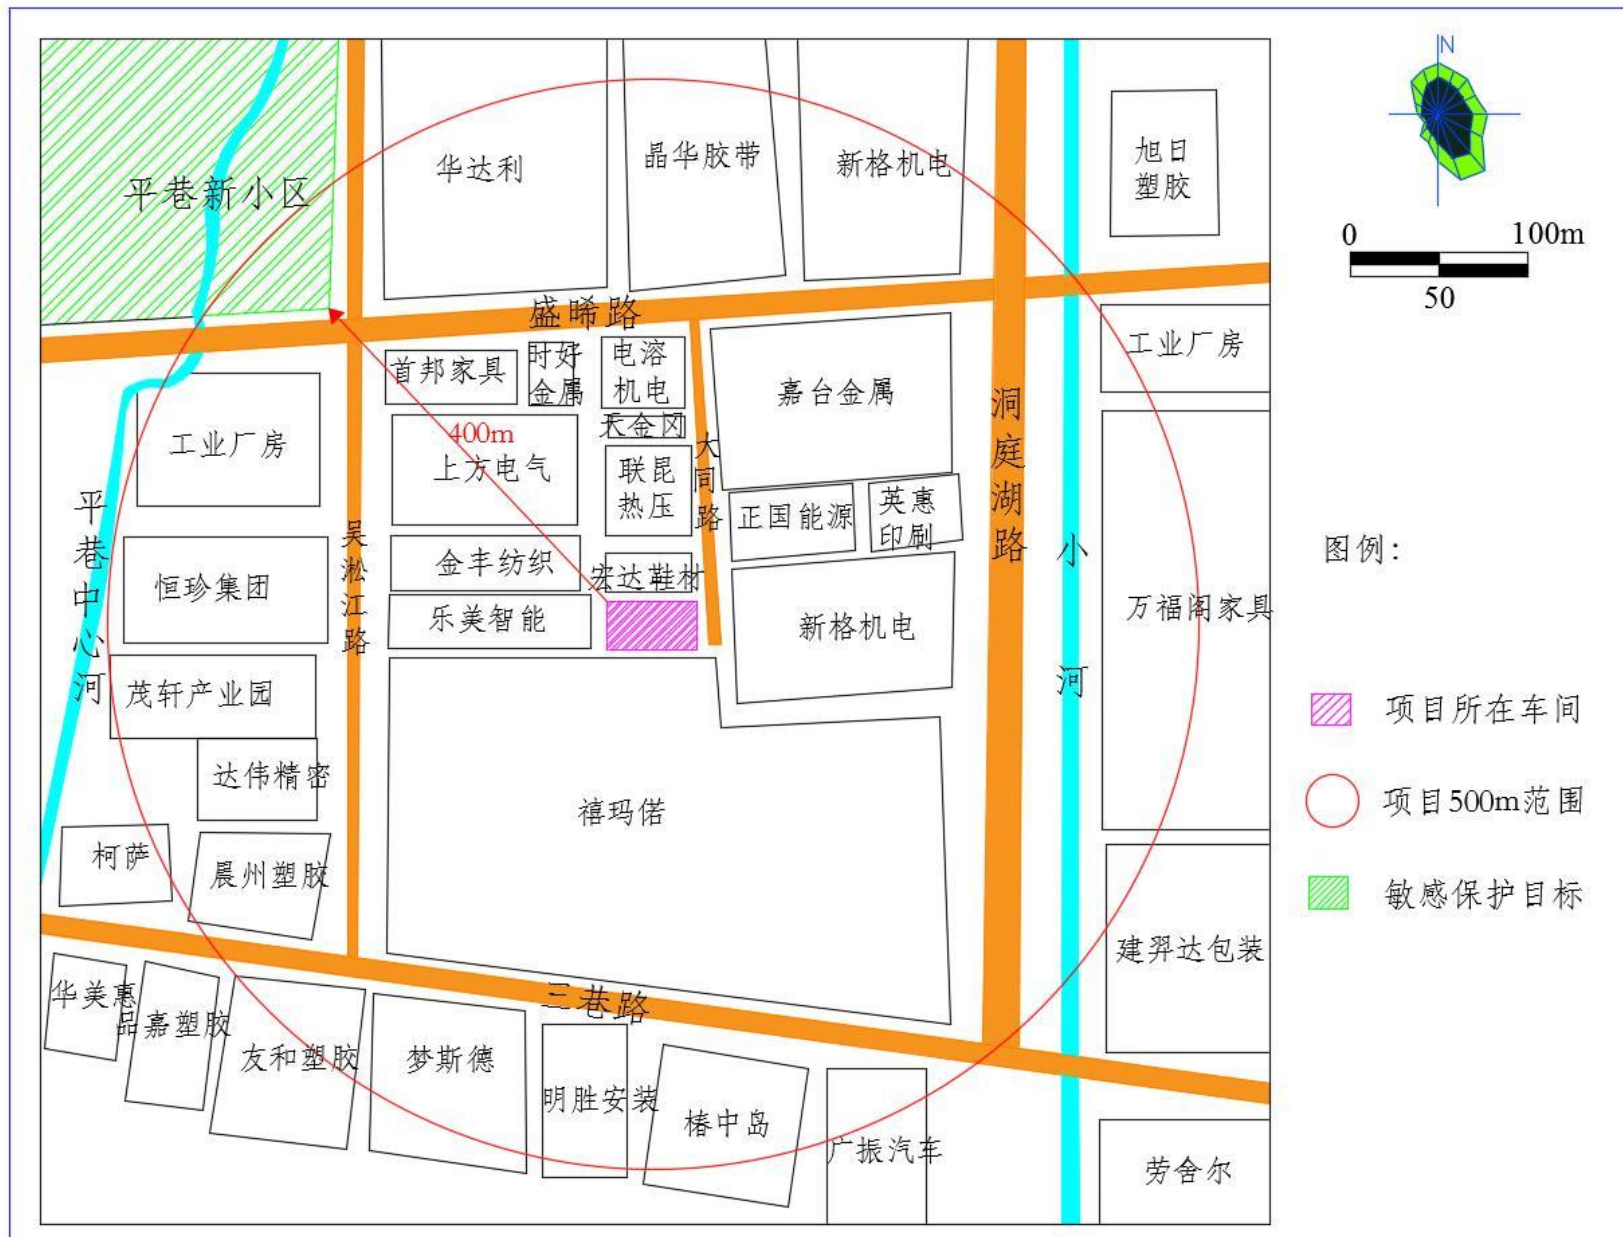 N
0
100m
50
华达利
晶华胶带
新格机电
旭日
塑胶
平巷新小区
盛晞路
首邦家具
时好
金属
电溶
机电
天金冈
嘉台金属
工业厂房
工业厂房
400m
上方电气
联昆
热压
大同路
洞庭湖路
正国能源
英惠
印刷
平巷中心河
吴淞江路
金丰纺织
宏达鞋材
小河
图例：
恒珍集团
乐美智能
新格机电
万福阁家具
茂轩产业园
项目所在车间
达伟精密
禧玛偌
项目500m范围
柯萨
晨州塑胶
敏感保护目标
建羿达包装
华美惠
品嘉塑胶
三巷路
友和塑胶
梦斯德
明胜安装
椿中岛
广振汽车
劳舍尔